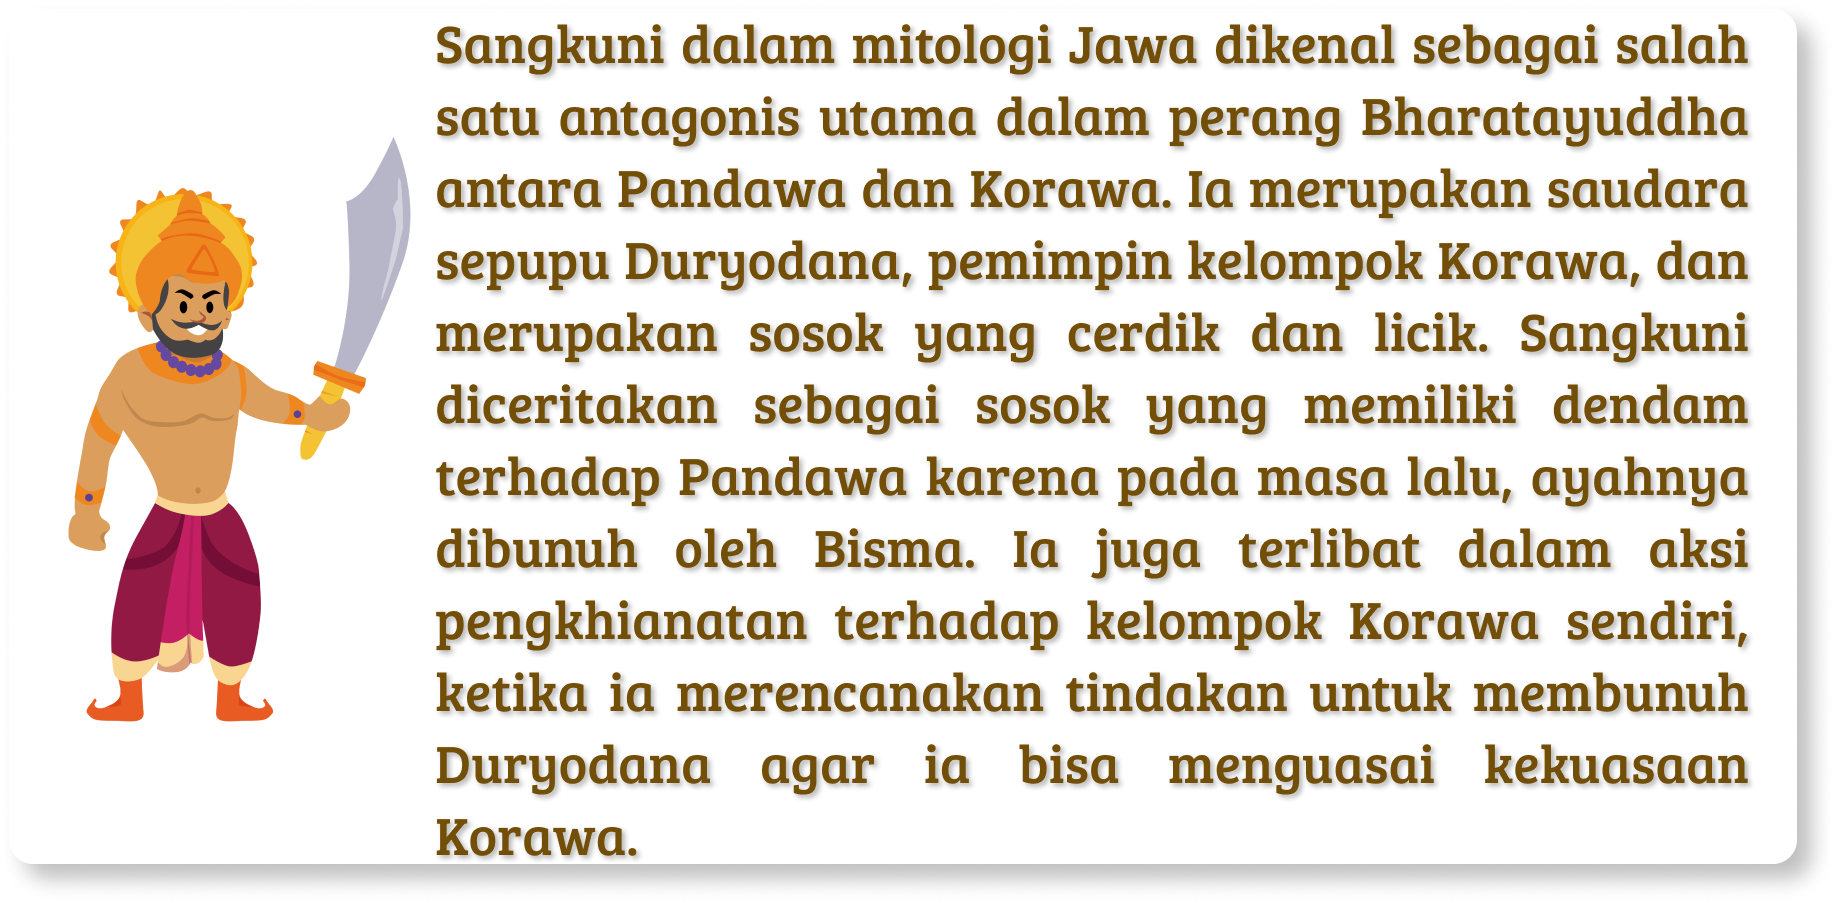 Sangkuni dalam mitologi Jawa dikenal sebagai salah
satu antagonis utama dalam perang Bharatayuddha
antara Pandawa dan Korawa. Ia merupakan saudara
sepupu Duryodana, pemimpin kelompok Korawa, dan
merupakan sosok yang cerdik dan licik. Sangkuni
diceritakan sebagai sosok yang memiliki dendam
terhadap Pandawa karena pada masa lalu, ayahnya
dibunuh oleh Bisma. Ia juga terlibat dalam aksi
pengkhianatan terhadap kelompok Korawa sendiri,
ketika ia merencanakan tindakan untuk membunuh
Duryodana agar ia bisa menguasai kekuasaan
Korawa.